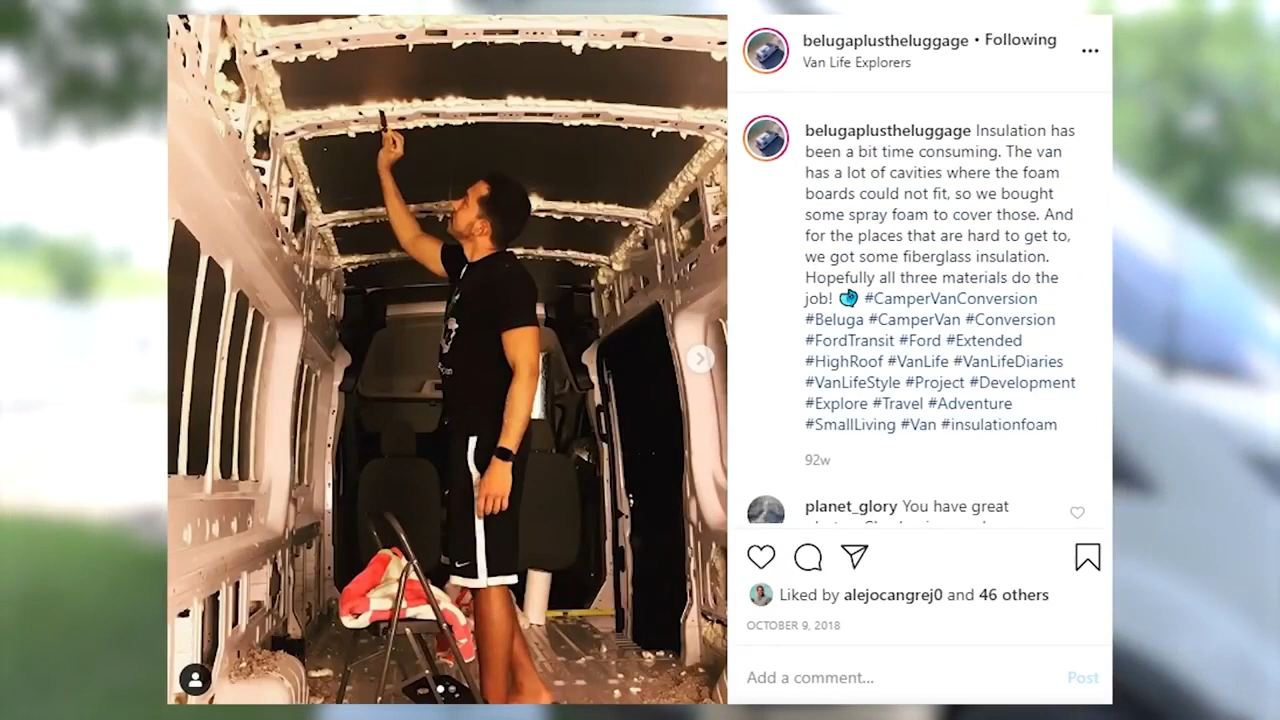 belugaplustheluggage • Following
Van Life Explorers
belugaplustheluggage Insulation has
been a bit time consuming. The van
has a lot of cavities where the foam
boards could not fit, so we bought
some spray foam to cover those. And
for the places that are hard to get to,
we got some fiberglass insulation.
Hopefully all three materials do the
job! #CamperVanConversion
#Beluga #CamperVan #Conversion
#FordTransit #Ford #Extended
#HighRoof #VanLife #VanLifeDiaries
#VanLifeStyle #Project #Development
#Explore #Travel #Adventure
#SmallLiving #Van #insulationfoam
92w
planet_glory You have great
Liked by alejocangrej0 and 46 others
OCTOBER 9, 2018
Add a comment...
Post